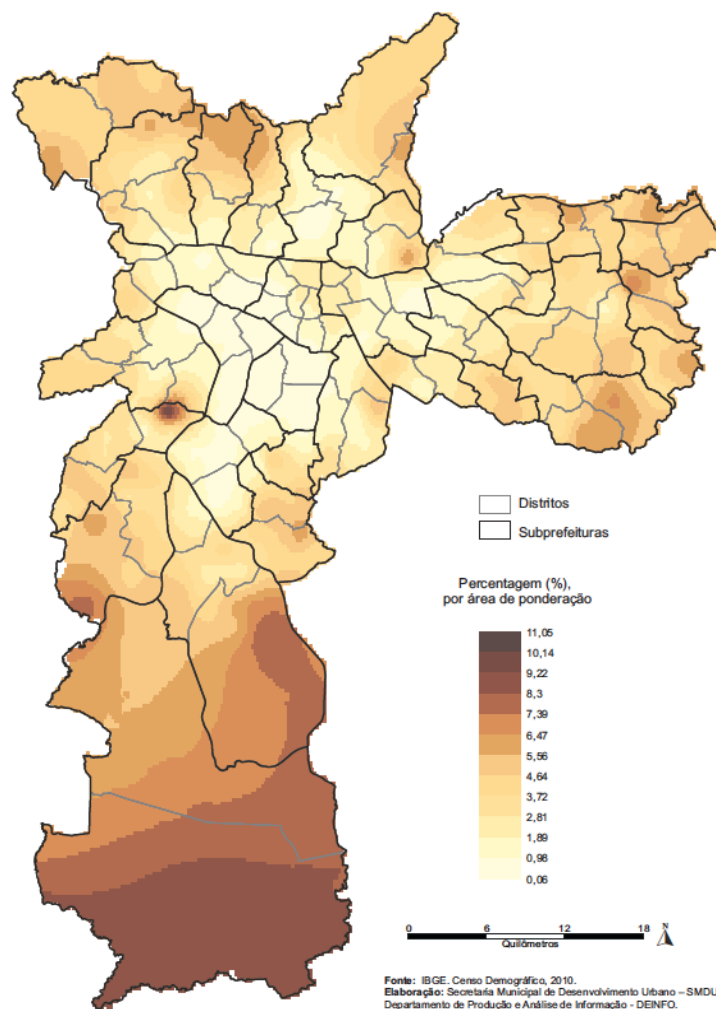 Distritos
Subprefeituras
Percentagem (%),
por área de ponderação
11,05
10,14
9,22
8,3
7,39
6,47
5,56
4,64
3,72
2,81
1,89
0,98
0,06
0 6 12 18 N
Quilômetros
Fonte: IBGE. Censo Demográfico, 2010.
Elaboração: Secretaria Municipal de Desenvolvimento Urbano – SMDU
Departamento de Produção e Análise de Informação - DEINFO.